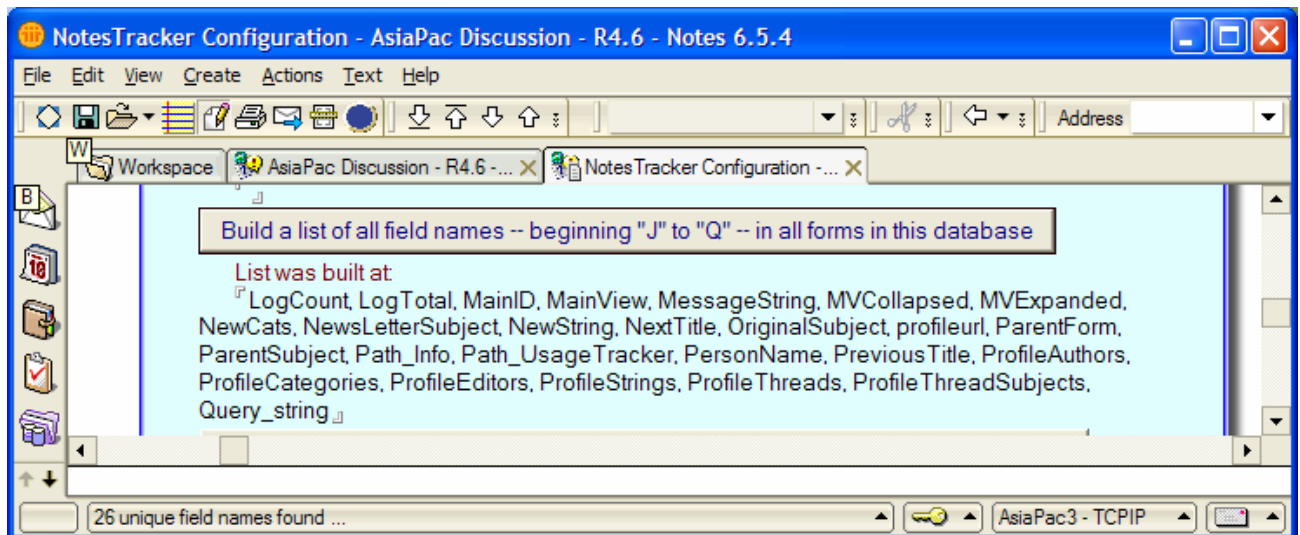 NotesTracker Configuration - AsiaPac Discussion - R4.6 - Notes 6.5.4
File Edit View Create Actions Text Help
Address
W
Workspace AsiaPac Discussion - R4.6 -... NotesTracker Configuration -...
B
Build a list of all field names -- beginning "J" to "Q" -- in all forms in this database
10
List was built at:
LogCount, LogTotal, MainID, MainView, MessageString, MVCollapsed, MVExpanded,
NewCats, NewsLetterSubject, NewString, NextTitle, OriginalSubject, profileurl, ParentForm,
ParentSubject, Path_Info, Path_UsageTracker, PersonName, PreviousTitle, ProfileAuthors,
ProfileCategories, ProfileEditors, ProfileStrings, ProfileThreads, ProfileThreadSubjects,
Query_string
26 unique field names found ... AsiaPac3 - TCPIP